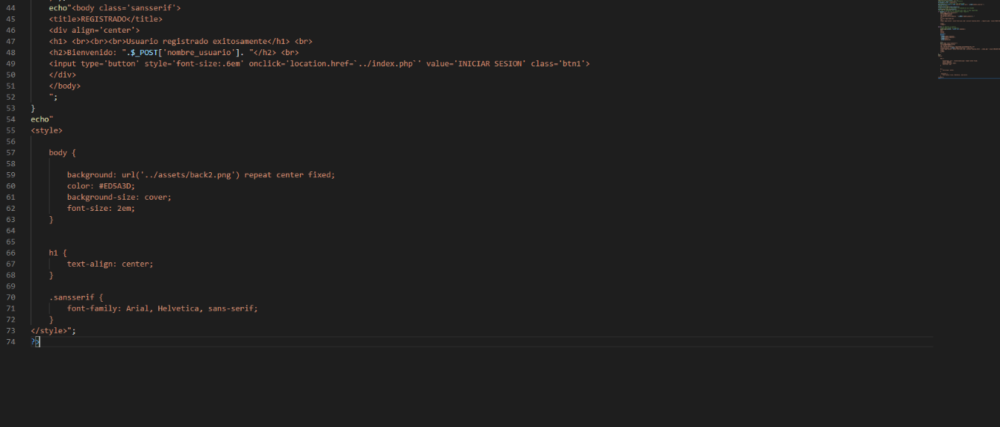 44 echo"<body class='sansserif'>
45 <title>REGISTRADO</title>
46 <div align='center'>
47 <h1> <br><br><br>Usuario registrado exitosamente</h1> <br>
48 <h2>Bienvenido: ".$_POST['nombre_usuario']. "</h2> <br>
49 <input type='button' style='font-size:.6em' onclick='location.href=`../index.php`' value='INICIAR SESION' class='btn1'>
50 </div>
51 </body>
52 ";
53 }
54 echo"
55 <style>
56
57 body {
58
59 background: url('../assets/back2.png') repeat center fixed;
60 color: #ED5A3D;
61 background-size: cover;
62 font-size: 2em;
63 }
64
65
66 h1 {
67 text-align: center;
68 }
69
70 .sansserif {
71 font-family: Arial, Helvetica, sans-serif;
72 }
73 </style>";
74 ?>